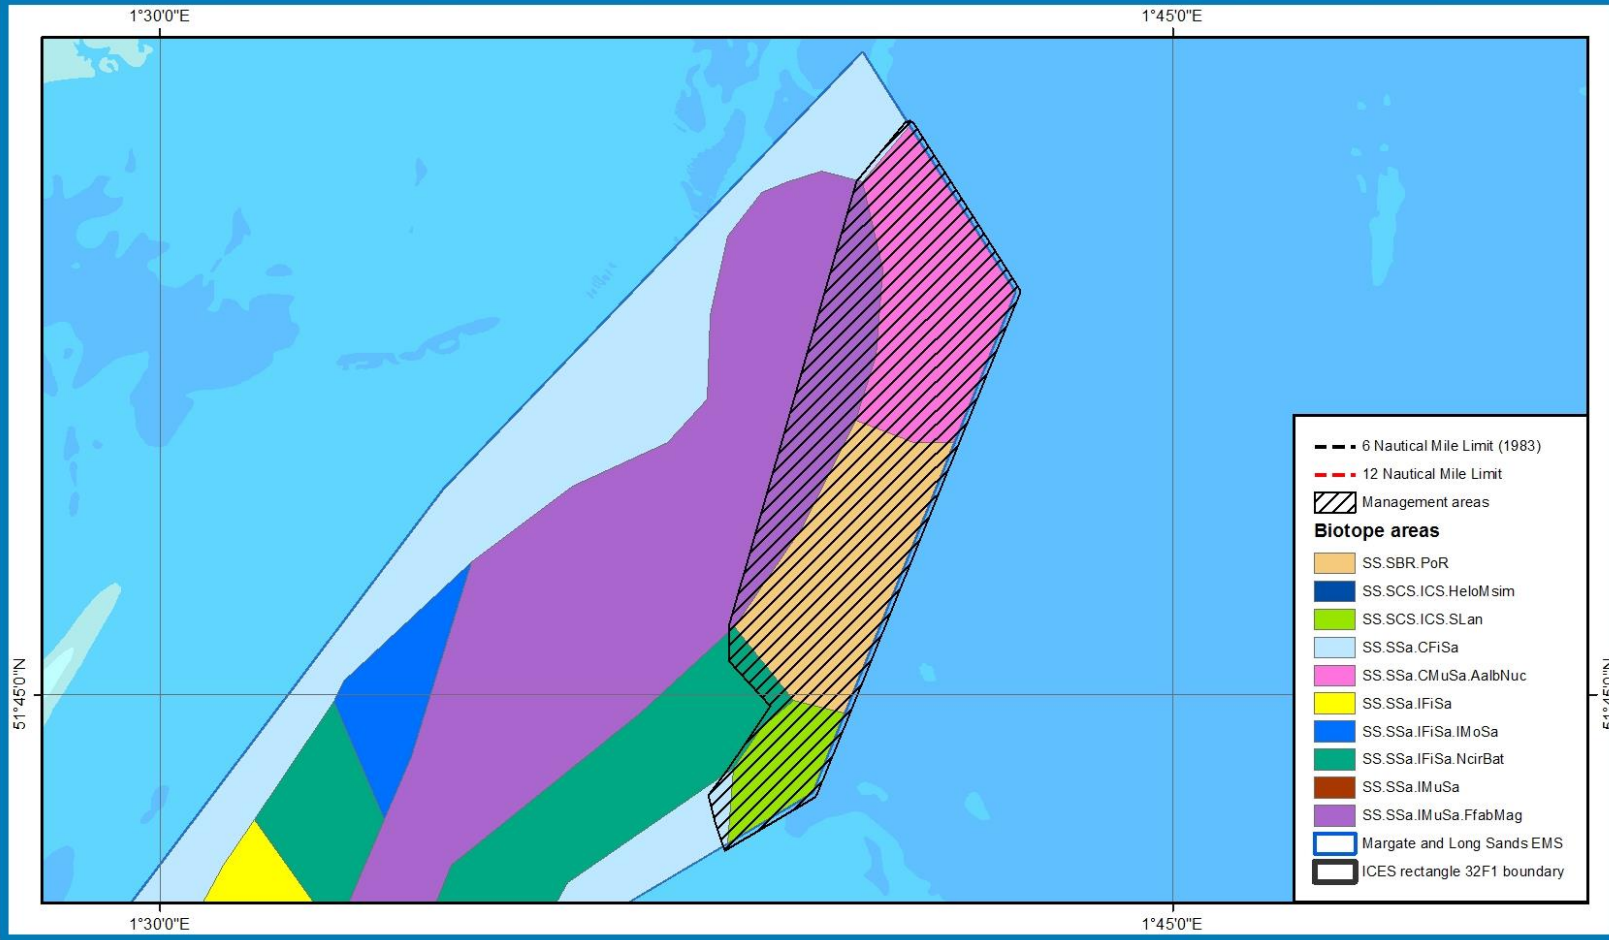 1°30'0"E
1°45'0"E
51°45'0"N
51°45'0"N
6 Nautical Mile Limit (1983)
12 Nautical Mile Limit
Management areas
Biotope areas
SS.SBR.PoR
SS.SCS.ICS.HeloMsim
SS.SCS.ICS.SLan
SS.SSa.CFiSa
SS.SSa.CMuSa.AalbNuc
SS.SSa.IFiSa
SS.SSa.IFiSa.IMoSa
SS.SSa.IFiSa.NcirBat
SS.SSa.IMuSa
SS.SSa.IMuSa.FfabMag
Margate and Long Sands EMS
ICES rectangle 32F1 boundary
1°30'0"E
1°45'0"E